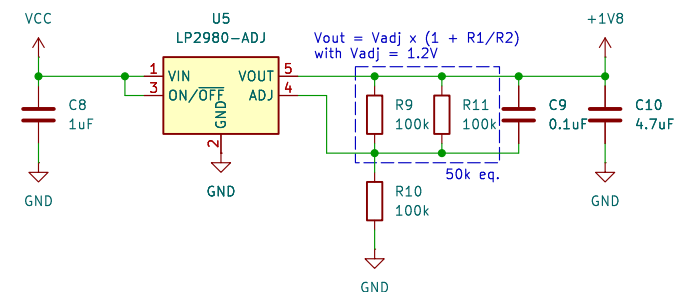 VCC
U5
LP2980-ADJ
+1V8
Vout = Vadj x (1 + R1/R2)
with Vadj = 1.2V
1
VIN
VOUT
5
3
ON/OFF
ADJ
4
GND
2
C8
1uF
R9
100k
R11
100k
C9
0.1uF
C10
4.7uF
50k eq.
GND
GND
R10
100k
GND
GND